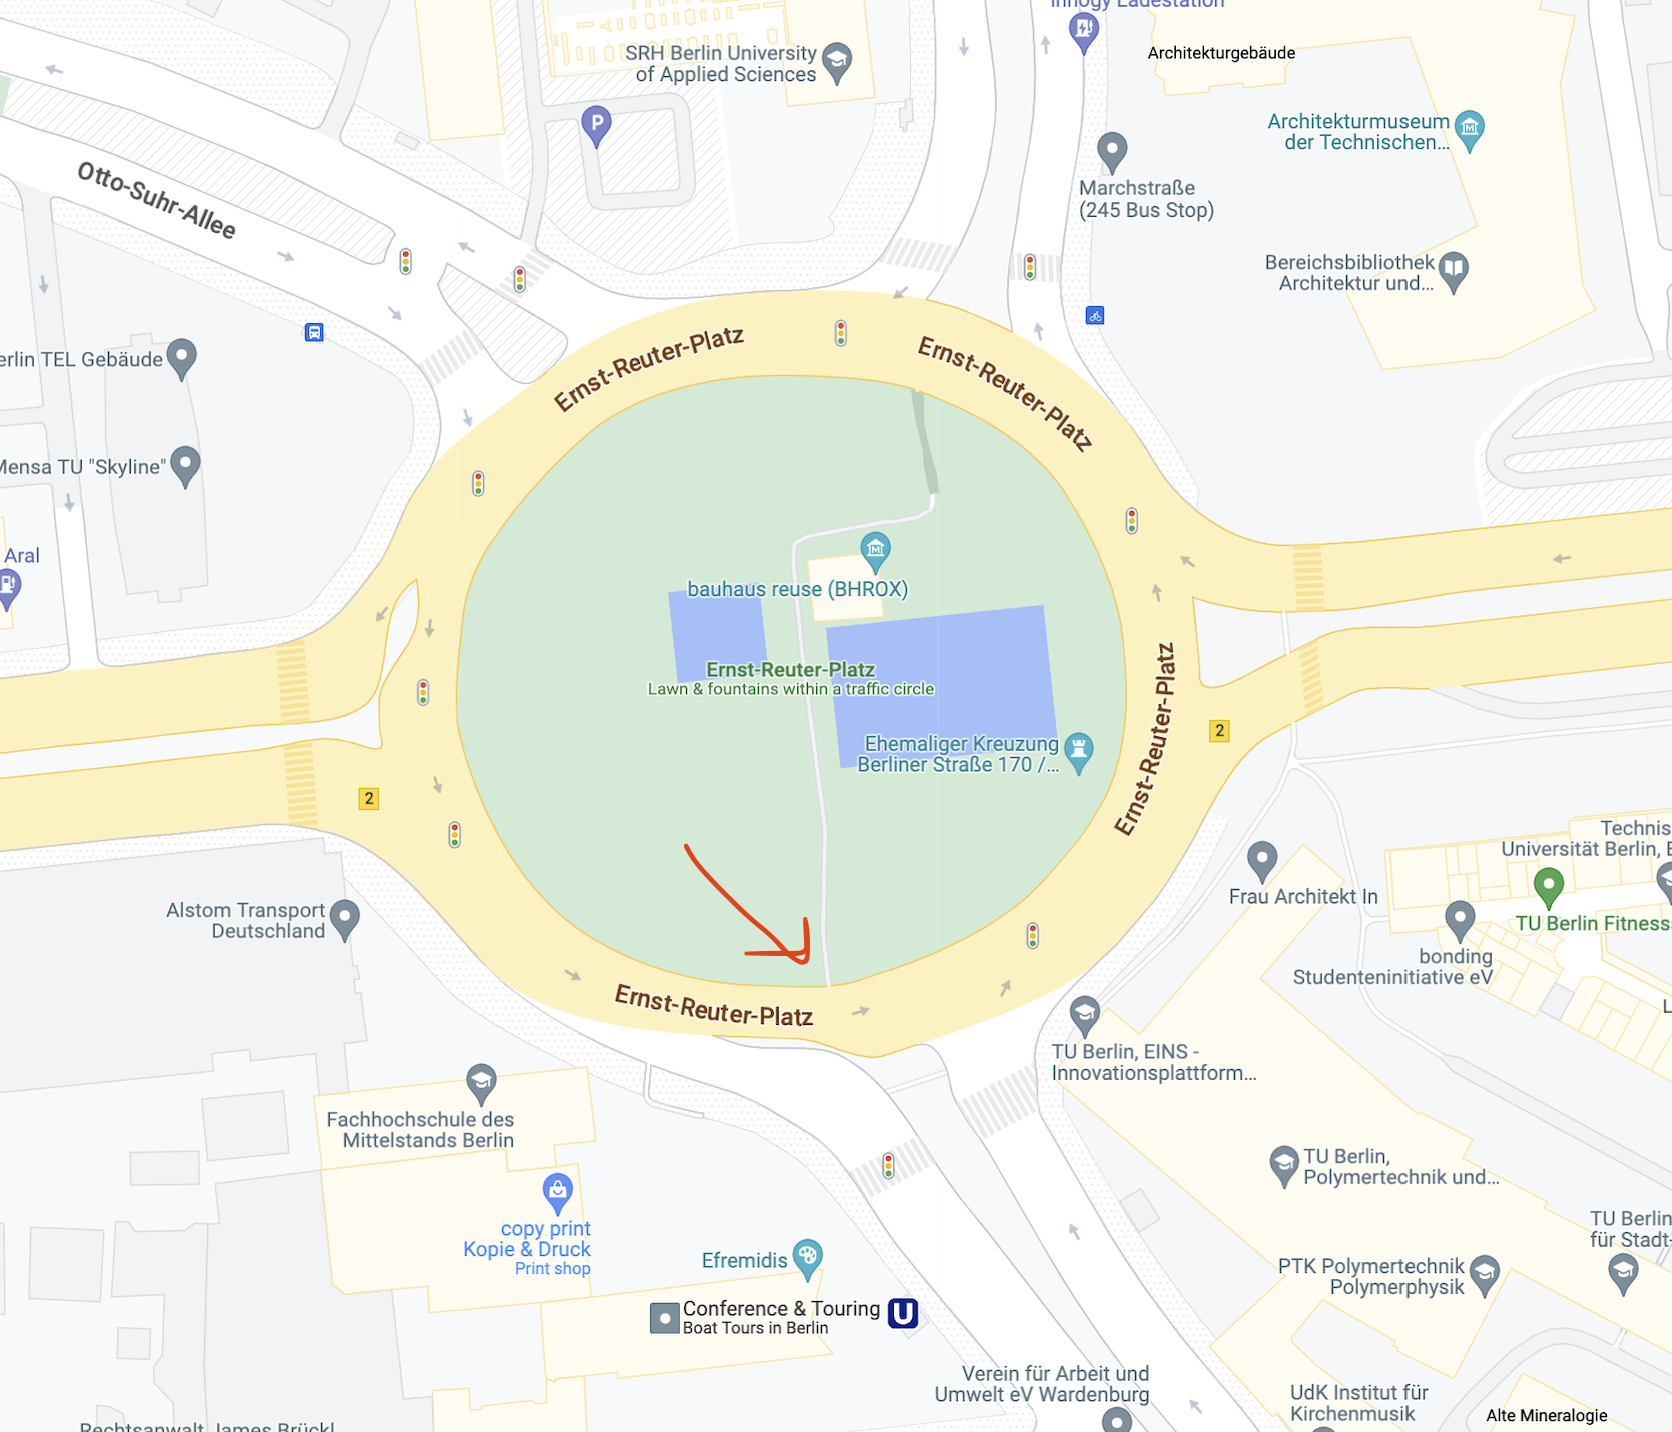 Innogy Ladestation
SRH Berlin University
of Applied Sciences
P
Architekturgebäude
Architekturmuseum
der Technischen...
Marchstraße
(245 Bus Stop)
Otto-Suhr-Allee
Bereichsbibliothek
Architektur und...
Ernst-Reuter-Platz
Ernst-Reuter-Platz
erlin TEL Gebäude
Mensa TU "Skyline"
Aral
bauhaus reuse (BHROX)
Ernst-Reuter-Platz
Lawn & fountains within a traffic circle
Ernst-Reuter-Platz
2
Ehemaliger Kreuzung
Berliner Straße 170 /...
2
Technis
Universität Berlin, E
Frau Architekt In
TU Berlin Fitness
Alstom Transport
Deutschland
bonding
Studenteninitiative eV
Ernst-Reuter-Platz
L
TU Berlin, EINS -
Innovationsplattform...
Fachhochschule des
Mittelstands Berlin
TU Berlin,
Polymertechnik und...
copy print
Kopie & Druck
Print shop
TU Berlin
für Stadt-
Efremidis
PTK Polymertechnik
Polymerphysik
Conference & Touring
Boat Tours in Berlin
U
Verein für Arbeit und
Umwelt eV Wardenburg
UdK Institut für
Kirchenmusik
Alte Mineralogie
Rechtsanwalt James Brückl